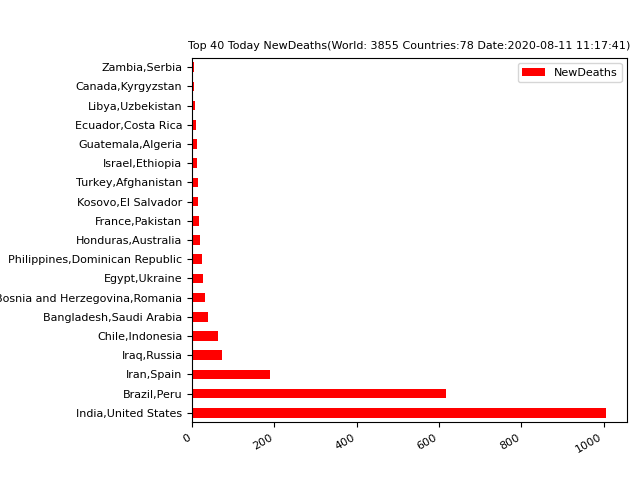 Top 40 Today NewDeaths(World: 3855 Countries:78 Date:2020-08-11 11:17:41)
NewDeaths
Zambia,Serbia
Canada,Kyrgyzstan
Libya,Uzbekistan
Ecuador,Costa Rica
Guatemala,Algeria
Israel,Ethiopia
Turkey,Afghanistan
Kosovo,El Salvador
France,Pakistan
Honduras,Australia
Philippines,Dominican Republic
Egypt,Ukraine
Bosnia and Herzegovina,Romania
Bangladesh,Saudi Arabia
Chile,Indonesia
Iraq,Russia
Iran,Spain
Brazil,Peru
India,United States
0 200 400 600 800 1000